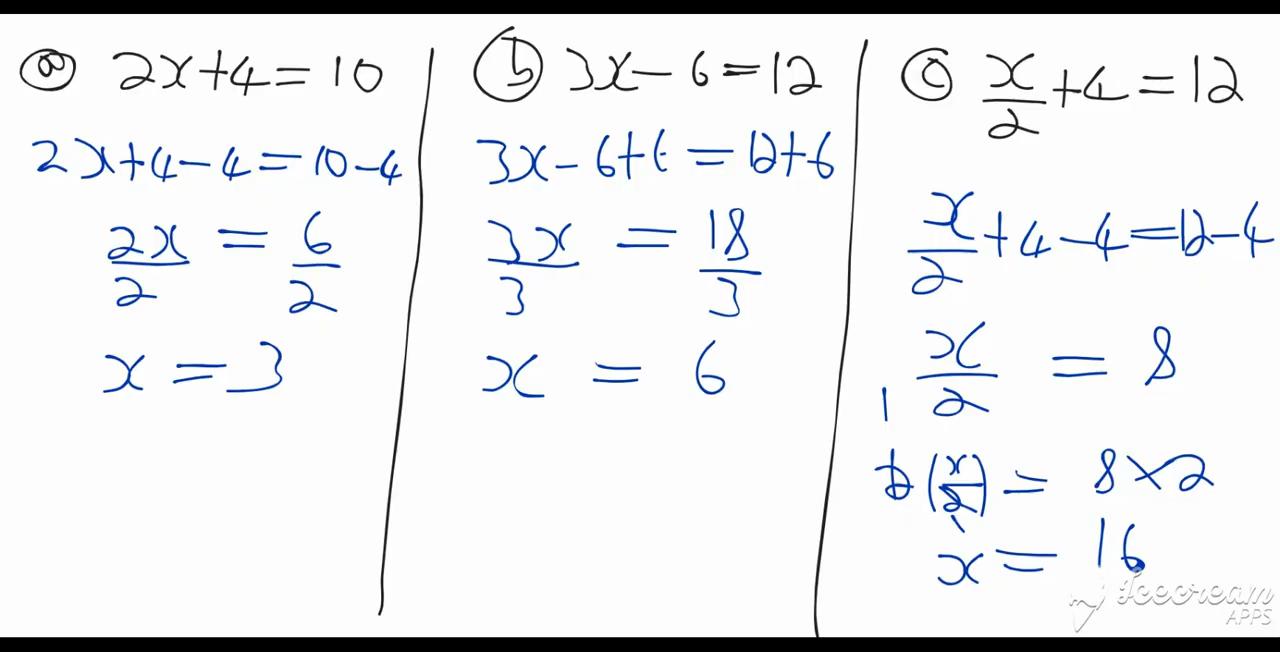 (a) 2x+4=10
2x+4-4=10-4
2x/2 = 6/2
x=3
(b) 3x-6=12
3x-6+6=12+6
3x/3 = 18/3
x = 6
(c) x/2+4=12
x/2+4-4=12-4
x/2 = 8
1
2(x/2) = 8×2
1
x = 16
Icecream
APPS